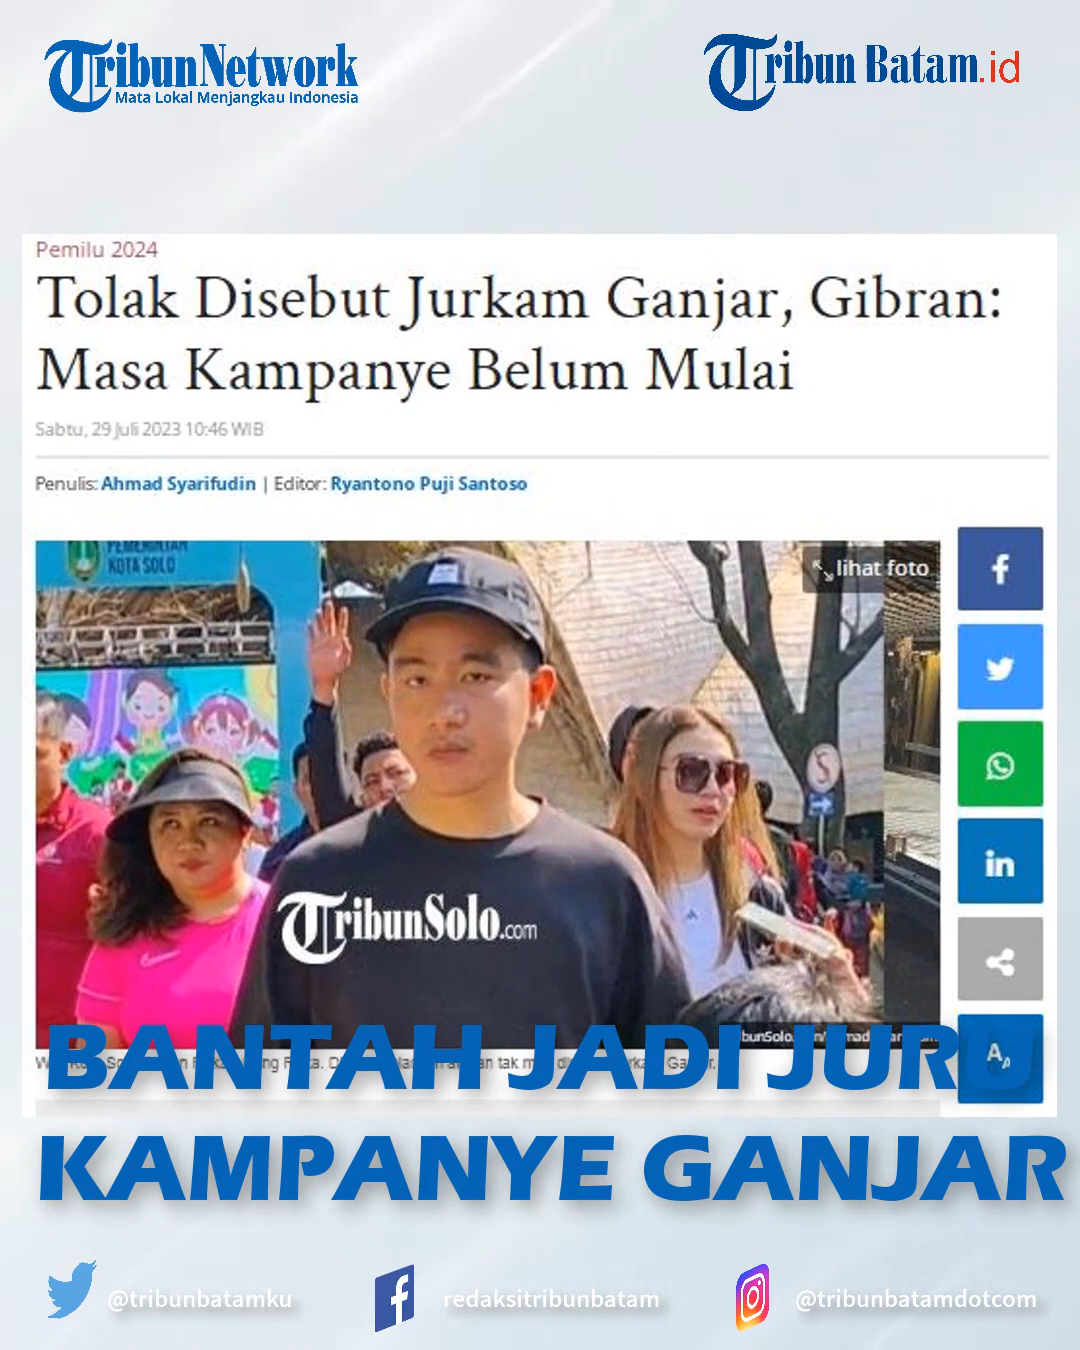 TribunNetwork
Mata Lokal Menjangkau Indonesia
Tribun Batam.id
Pemilu 2024
Tolak Disebut Jurkam Ganjar, Gibran:
Masa Kampanye Belum Mulai
Sabtu, 29 Juli 2023 10:46 WIB
Penulis: Ahmad Syarifudin | Editor: Ryantono Puji Santoso
PEMERINTAH
KOTA SOLO
lihat foto
TribunSolo.com
BANTAH JADI JURU
KAMPANYE GANJAR
@tribunbatamku
redaksitribunbatam
@tribunbatamdotcom